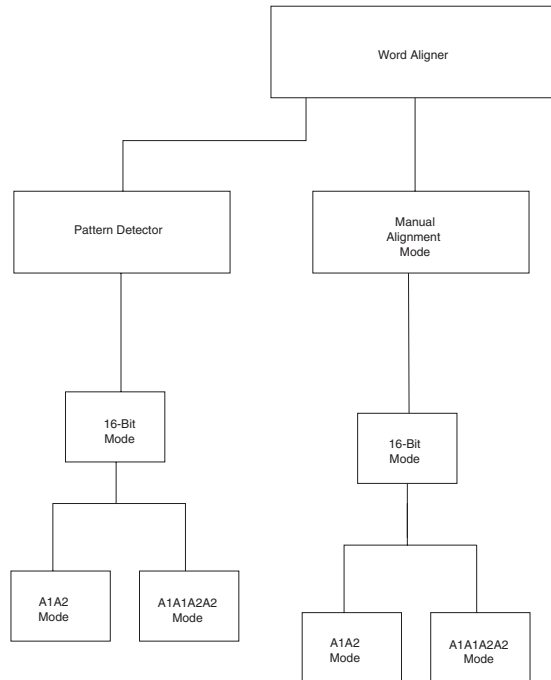 Word Aligner
Pattern Detector
Manual
Alignment
Mode
16-Bit
Mode
16-Bit
Mode
A1A2
Mode
A1A1A2A2
Mode
A1A2
Mode
A1A1A2A2
Mode